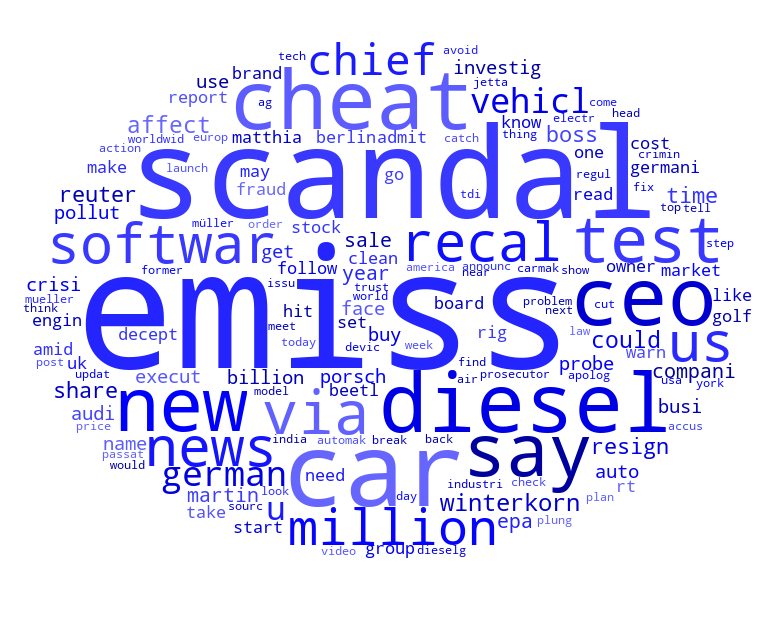 tech
avoid
chief
brand
investig
use
cheat
jetta
report
ag
vehicl
come
head
affect
know
electr
worldwid
europ
matthia
berlin
admit
catch
thing
boss
cost
crimin
action
scandal
one
make
launch
may
go
regul
germani
reuter
fraud
tdi
read
fix
time
pollut
müller
order
stock
top
tell
softwar
get
sale
recal
test
step
clean
former
follow
year
america
announc
carmak
show
owner
market
near
crisi
issu
trust
emiss
ceo
like
mueller
world
think
hit
face
board
problem
next
cut
golf
engin
decept
meet
set
devic
buy
rig
could
law
us
amid
today
week
warn
post
uk
find
probe
compani
updat
execut
billion
porsch
air
prosecutor
apolog
usa
york
share
model
beetl
diesel
audi
new
via
busi
price
accus
name
news
india
automak
break
back
say
resign
passat
would
german
need
car
auto
look
industri
check
rt
martin
day
winterkorn
plan
take
sourc
u
start
million
epa
plung
video
group
dieselg